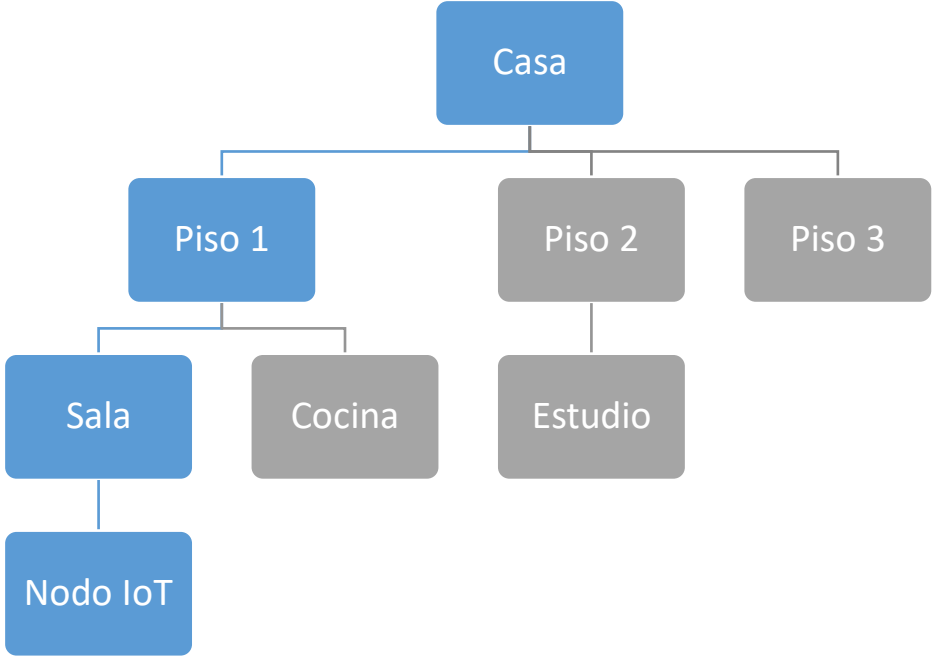 Casa
Piso 1
Piso 2
Piso 3
Sala
Cocina
Estudio
Nodo IoT